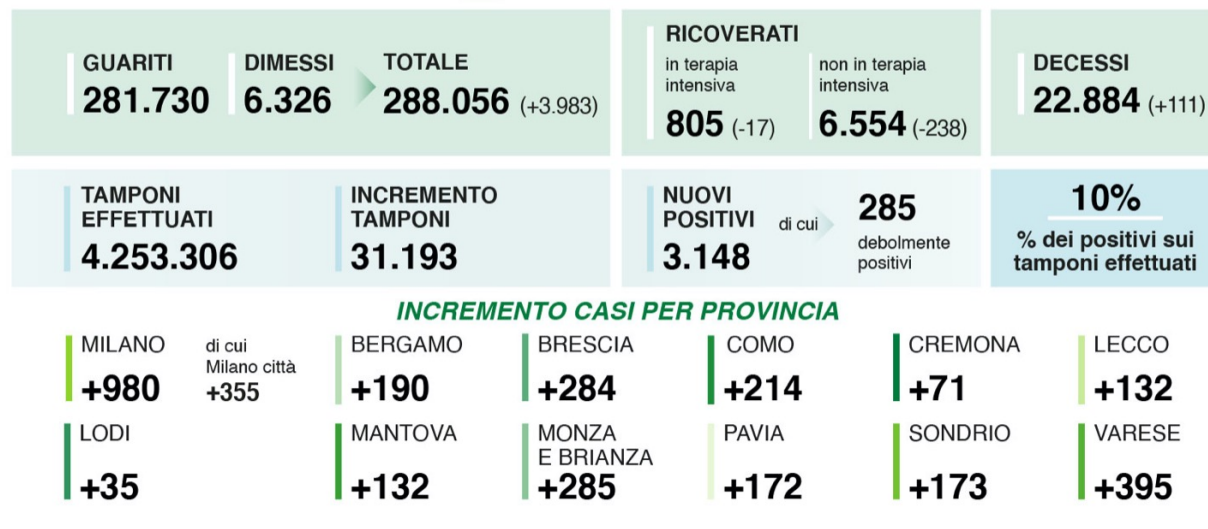 GUARITI
281.730
DIMESSI
6.326
TOTALE
288.056 (+3.983)
RICOVERATI
in terapia
intensiva
805 (-17)
non in terapia
intensiva
6.554 (-238)
DECESSI
22.884 (+111)
TAMPONI
EFFETTUATI
4.253.306
INCREMENTO
TAMPONI
31.193
NUOVI
POSITIVI
3.148
di cui
285
debolmente
positivi
10%
% dei positivi sui
tamponi effettuati
INCREMENTO CASI PER PROVINCIA
MILANO
+980
di cui
Milano città
+355
BERGAMO
+190
BRESCIA
+284
COMO
+214
CREMONA
+71
LECCO
+132
LODI
+35
MANTOVA
+132
MONZA
E BRIANZA
+285
PAVIA
+172
SONDRIO
+173
VARESE
+395